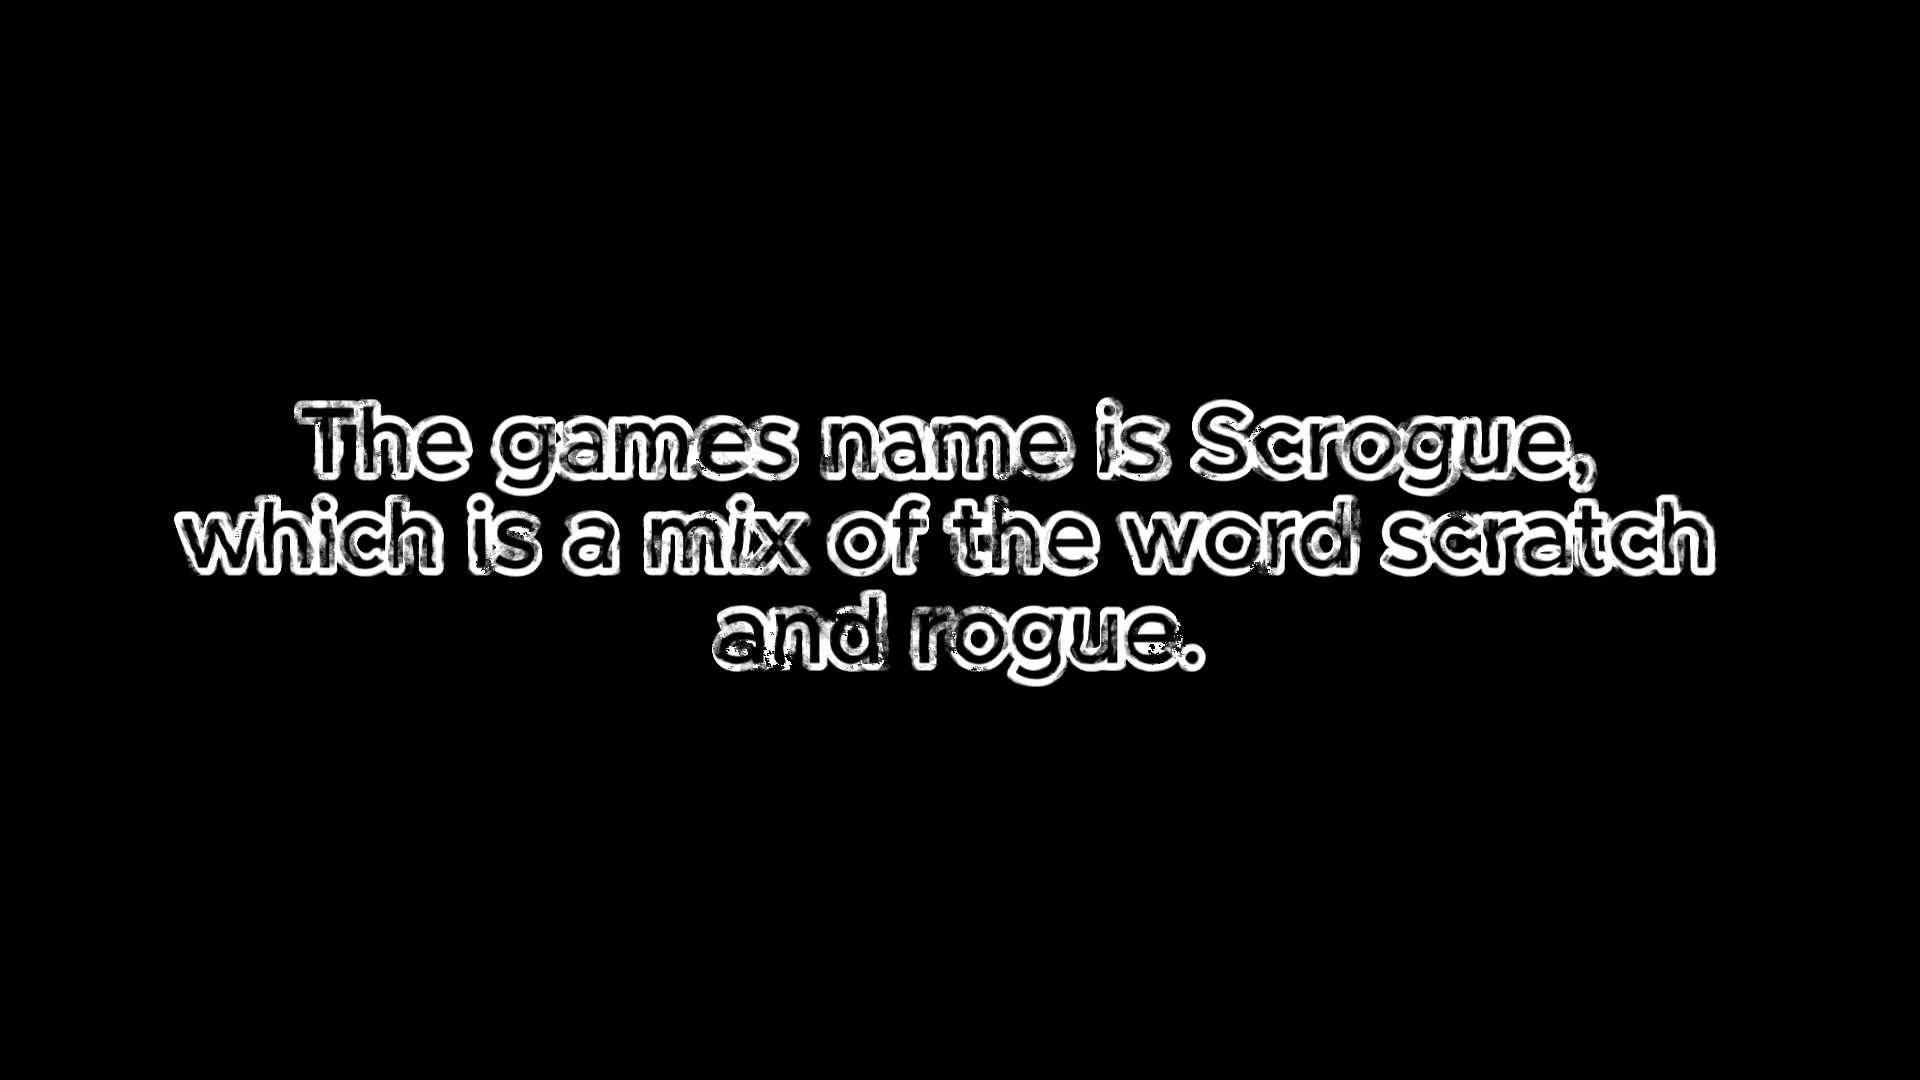 The games name is Scrogue,
which is a mix of the word scratch
and rogue.